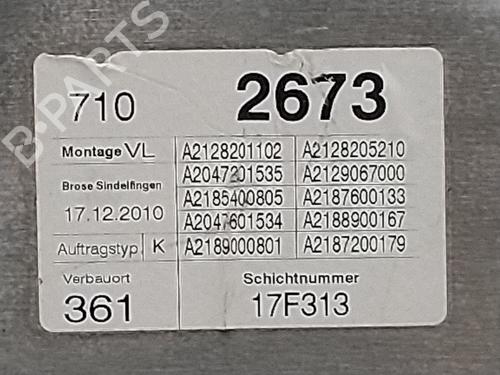 B-PARTS
710 2673
Montage VL A2128201102 A2128205210
A2047201535 A2129067000
Brose Sindelfingen A2185400805 A2187600133
17.12.2010 A2047601534 A2188900167
Auftragstyp K A2189000801 A2187200179
Verbauort Schichtnummer
361 17F313